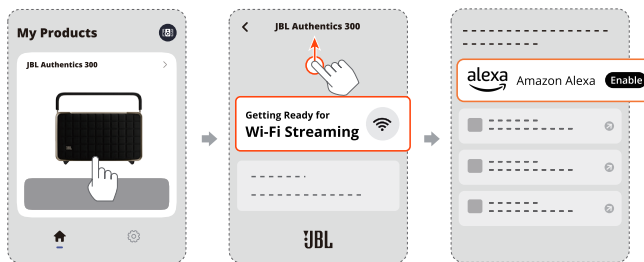 My Products
JBL Authentics 300
JBL Authentics 300
Getting Ready for
Wi-Fi Streaming
JBL
alexa
Amazon Alexa
Enable